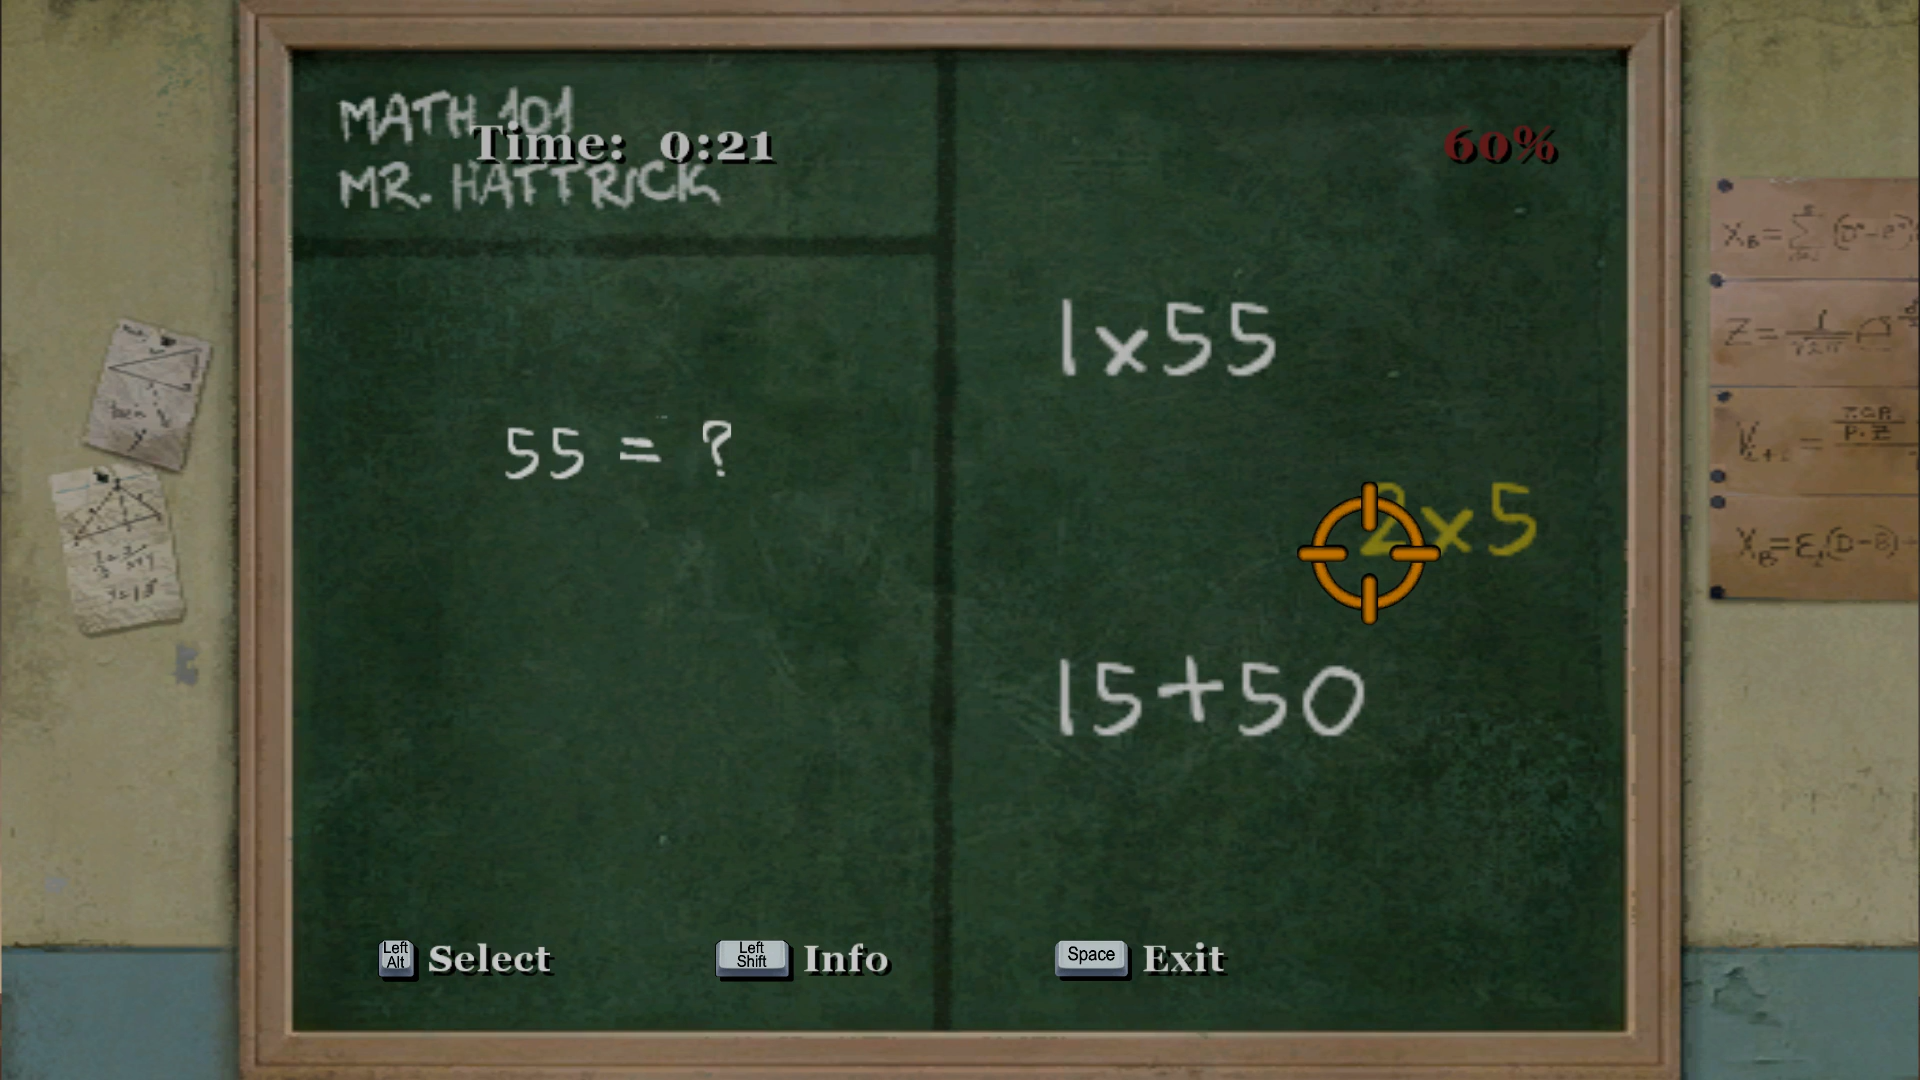 MATH 101
Time: 0:21
60%
MR. HATTRICK
1x55
55 = ?
2x5
15+50
Left Alt Select
Left Shift Info
Space Exit